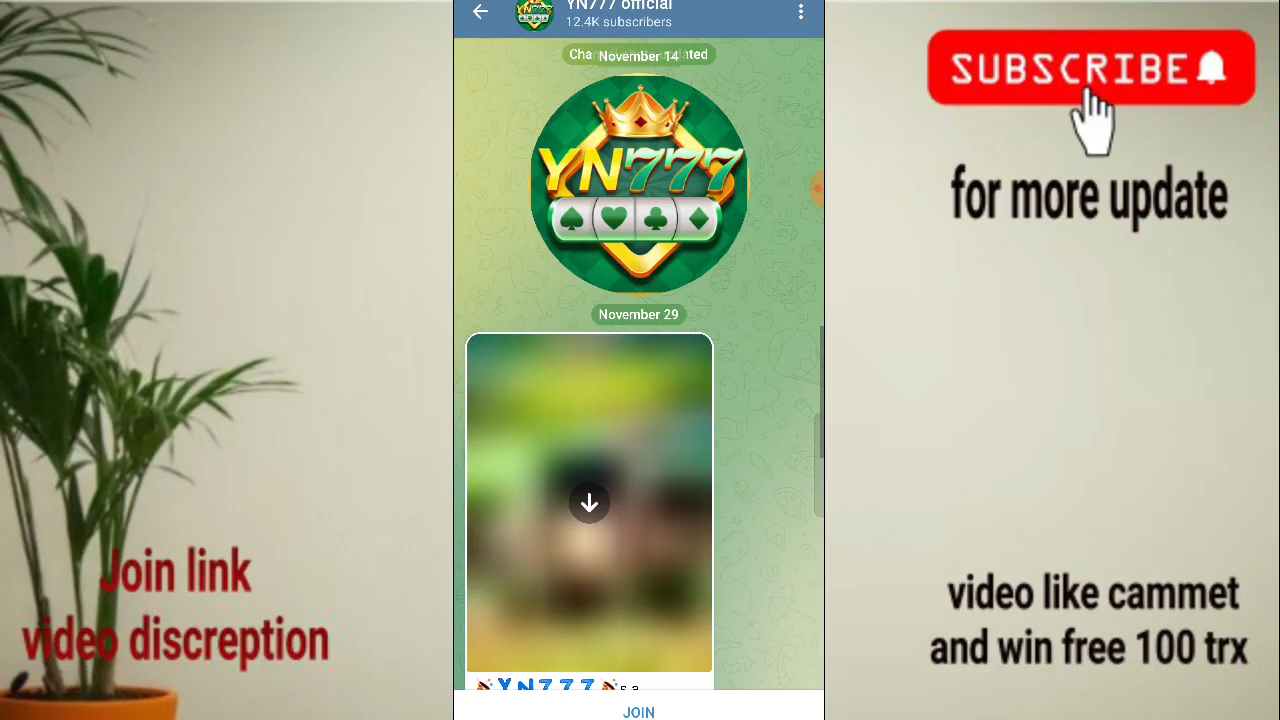 YN777 official
12.4K subscribers
November 14
YN777
November 29
YN777
s a
JOIN
SUBSCRIBE
for more update
Join link
video discreption
video like cammet
and win free 100 trx